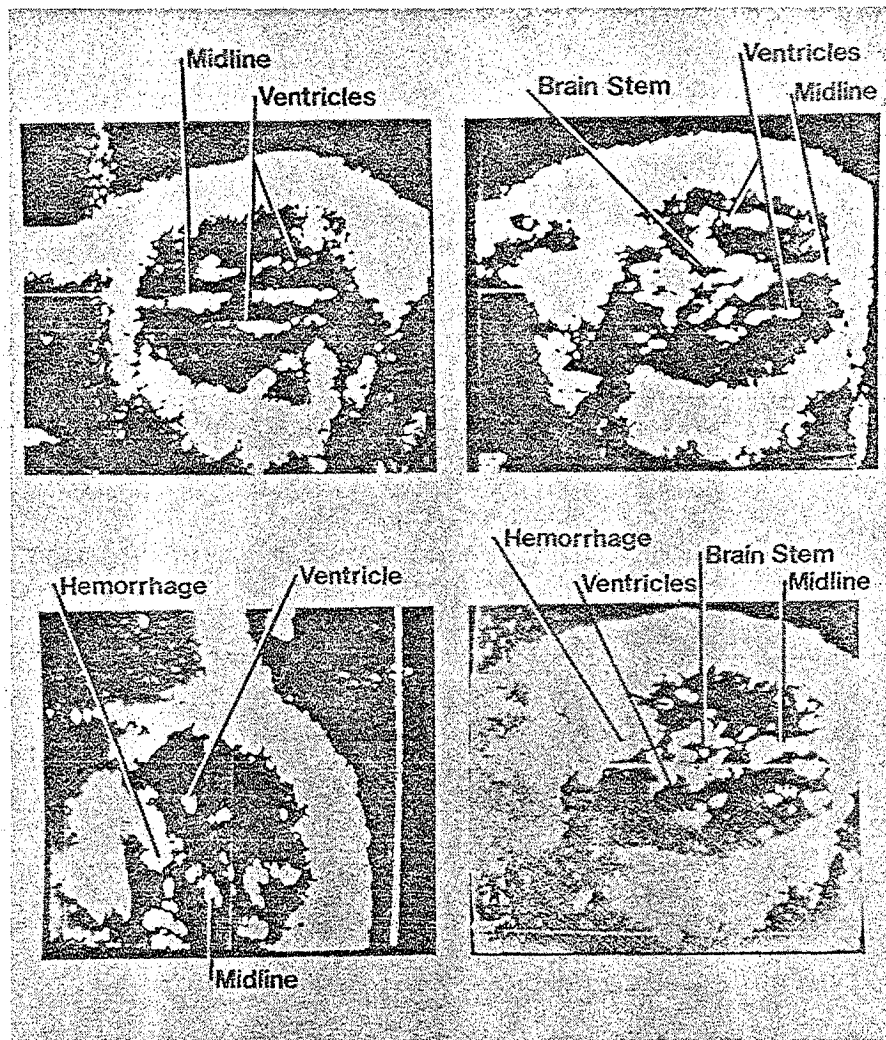 Midline
Ventricles
Brain Stem
Ventricles
Midline
Hemorrhage
Ventricle
Midline
Hemorrhage
Ventricles
Brain Stem
Midline